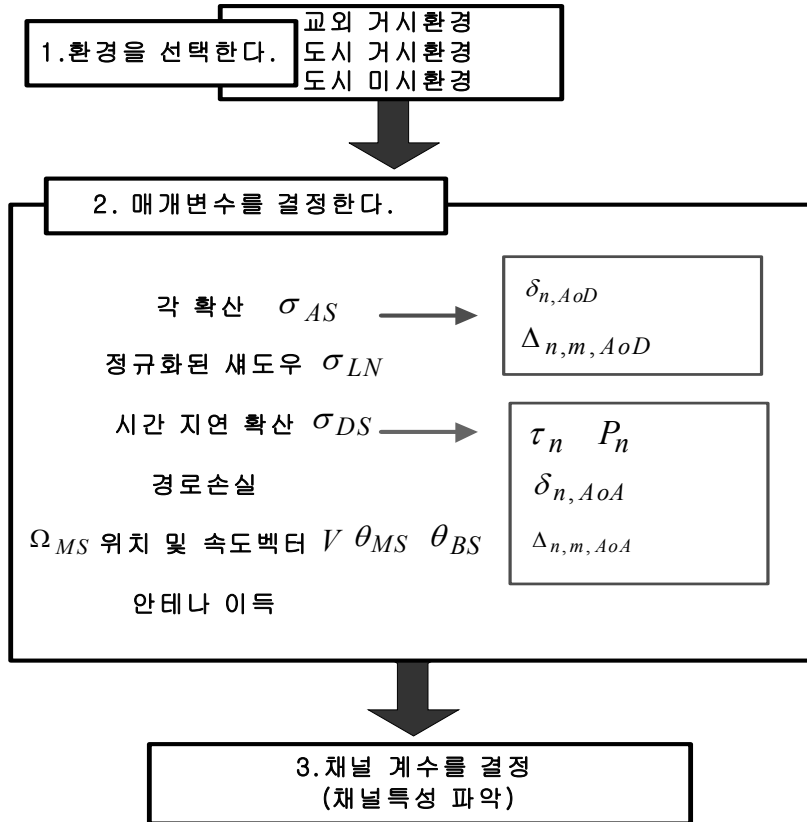 1.환경을 선택한다.
교외 거시환경
도시 거시환경
도시 미시환경
2. 매개변수를 결정한다.
각 확산 σ_AS
정규화된 섀도우 σ_LN
시간 지연 확산 σ_DS
경로손실
Ω_MS 위치 및 속도벡터 V θ_MS θ_BS
안테나 이득
δ_n,AoD
Δ_n,m,AoD
τ_n P_n
δ_n,AoA
Δ_n,m,AoA
3.채널 계수를 결정
(채널특성 파악)